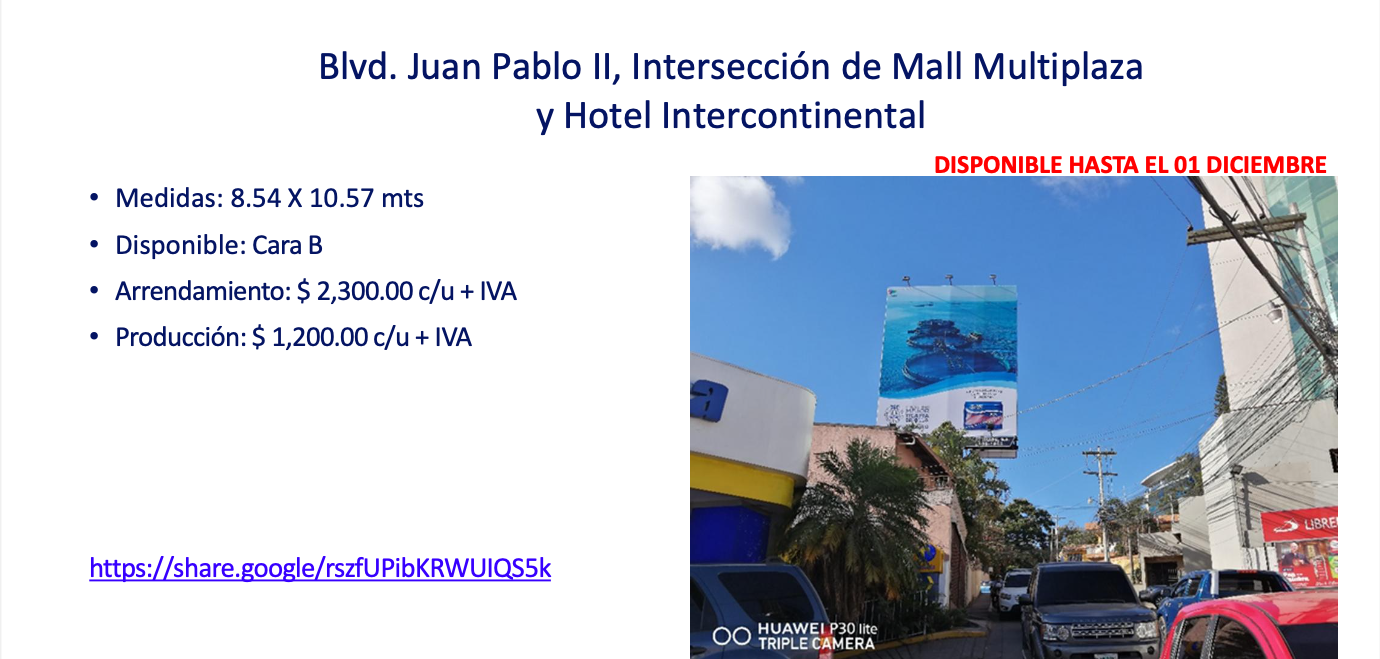 Blvd. Juan Pablo II, Intersección de Mall Multiplaza
y Hotel Intercontinental
DISPONIBLE HASTA EL 01 DICIEMBRE
• Medidas: 8.54 X 10.57 mts
• Disponible: Cara B
• Arrendamiento: $ 2,300.00 c/u + IVA
• Producción: $ 1,200.00 c/u + IVA
https://share.google/rszfUPibKRWUIQS5k
HUAWEI P30 lite
TRIPLE CAMERA